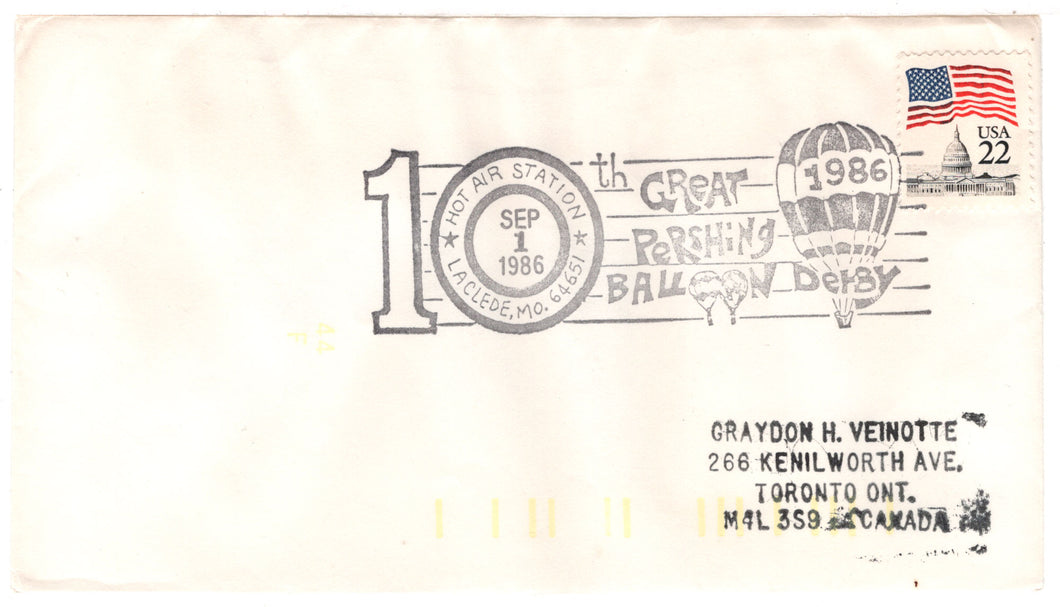 USA
22
10th GREAT
PERSHING
BALLOON DERBY
1986
HOT AIR STATION
SEP
1
1986
LACLEDE, MO. 64651
44
F
GRAYDON H. VEINOTTE
266 KENILWORTH AVE.
TORONTO ONT.
M4L 3S9 CANADA